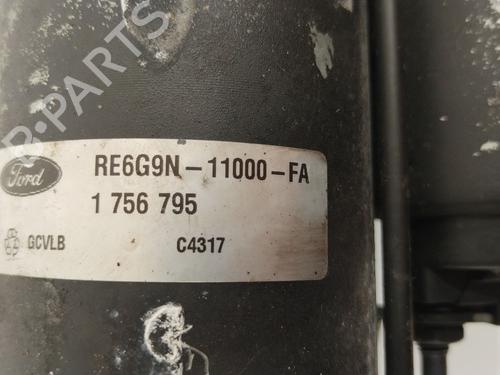 B-PARTS
Ford
RE6G9N-11000-FA
1 756 795
GCVLB
C4317